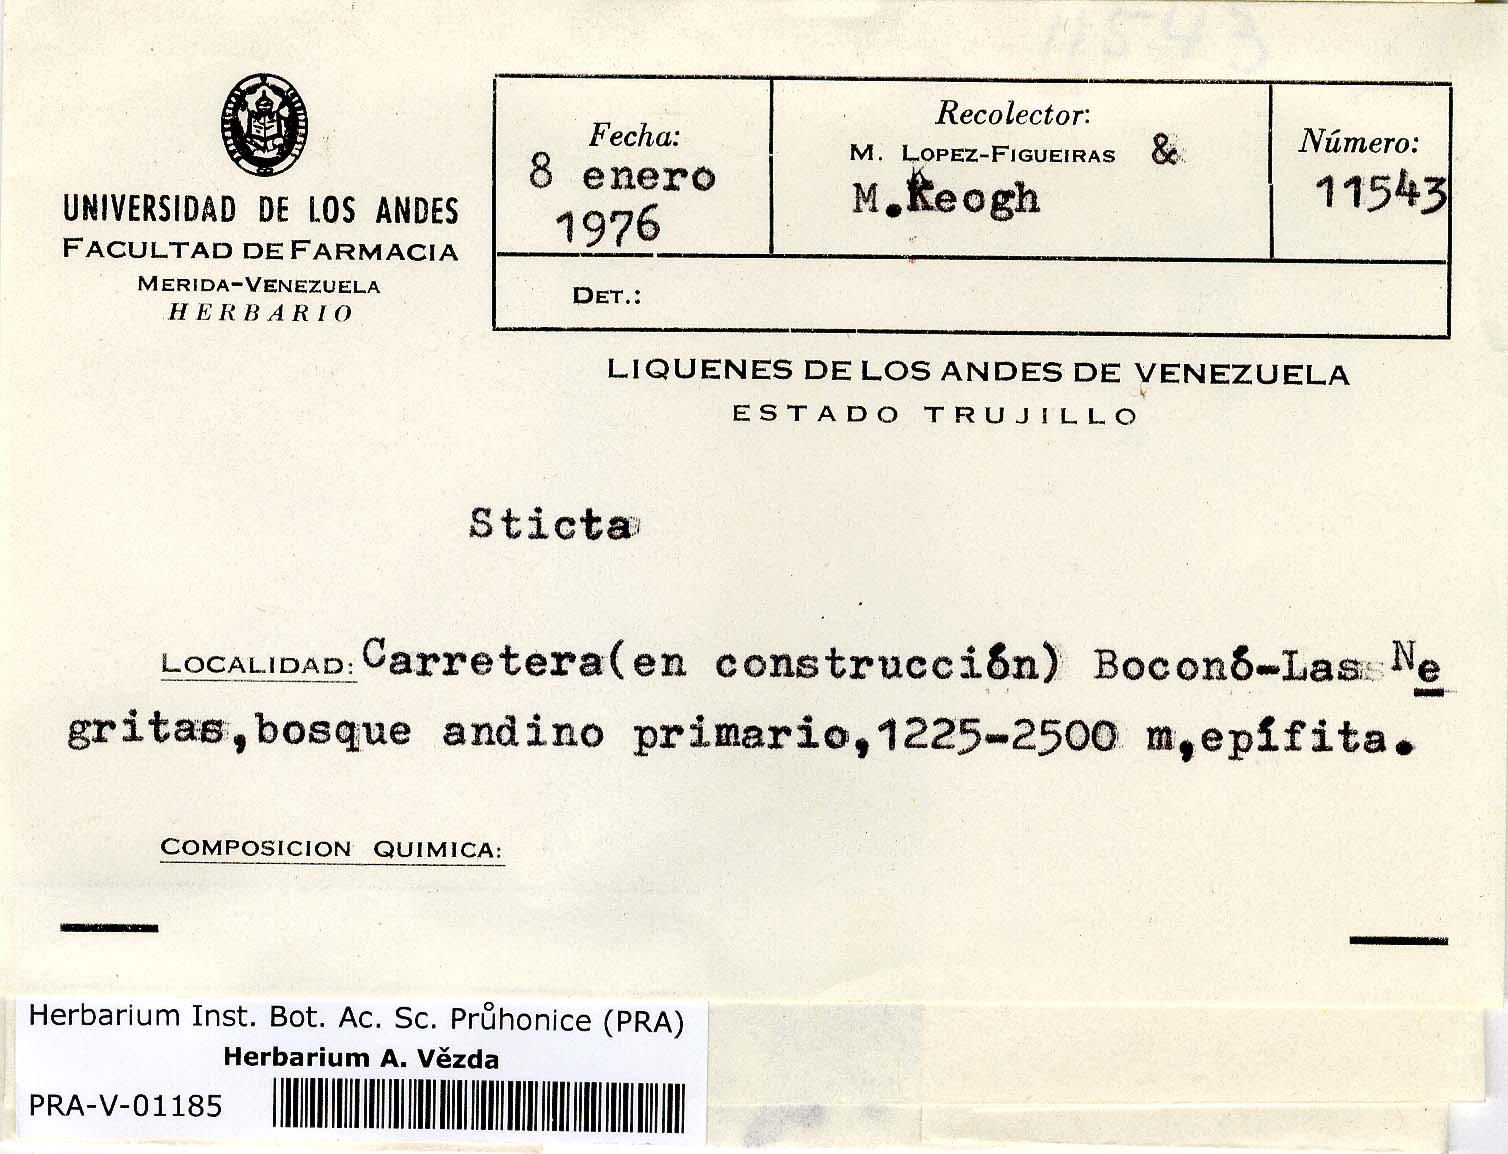 11543
UNIVERSIDAD DE LOS ANDES
FACULTAD DE FARMACIA
MERIDA-VENEZUELA
HERBARIO
Fecha:
8 enero
1976
Recolector:
M. LOPEZ-FIGUEIRAS &
M.Keogh
Número:
11543
DET.:
LIQUENES DE LOS ANDES DE VENEZUELA
ESTADO TRUJILLO
Sticta
LOCALIDAD: Carretera(en construcción) Boconó-Las Ne
gritas,bosque andino primario,1225-2500 m,epífita.
COMPOSICION QUIMICA:
Herbarium Inst. Bot. Ac. Sc. Průhonice (PRA)
Herbarium A. Vězda
PRA-V-01185